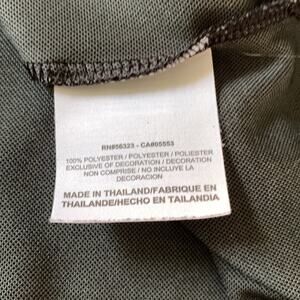 RN#56323 - CA#05553
100% POLYESTER / POLYESTER / POLIESTER
EXCLUSIVE OF DECORATION / DECORATION
NON COMPRISE / NO INCLUYE LA
DECORACION
MADE IN THAILAND/FABRIQUE EN
THAILANDE/HECHO EN TAILANDIA